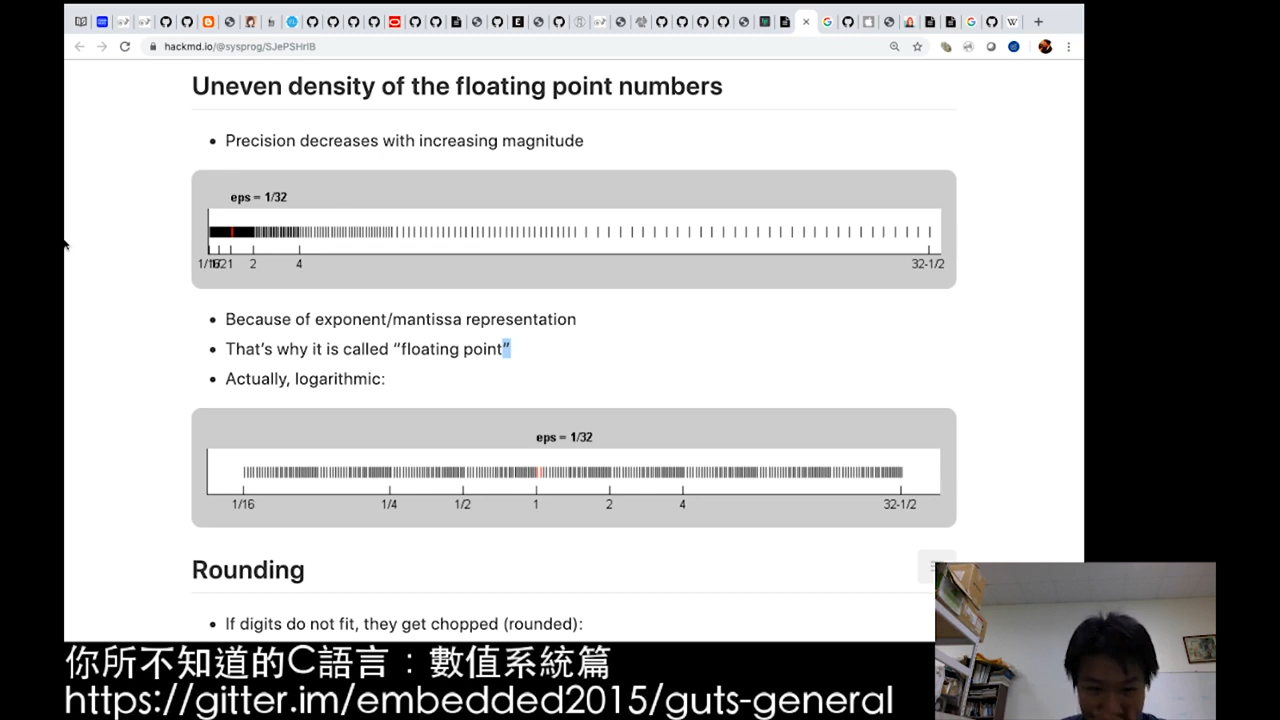 hackmd.io/@sysprog/SJePSHrlB
Uneven density of the floating point numbers
Precision decreases with increasing magnitude
eps = 1/32
1 2 4 32-1/2
Because of exponent/mantissa representation
That's why it is called “floating point”
Actually, logarithmic:
eps = 1/32
1/16 1/4 1/2 1 2 4 32-1/2
Rounding
If digits do not fit, they get chopped (rounded):
你所不知道的C語言：數值系統篇
https://gitter.im/embedded2015/guts-general